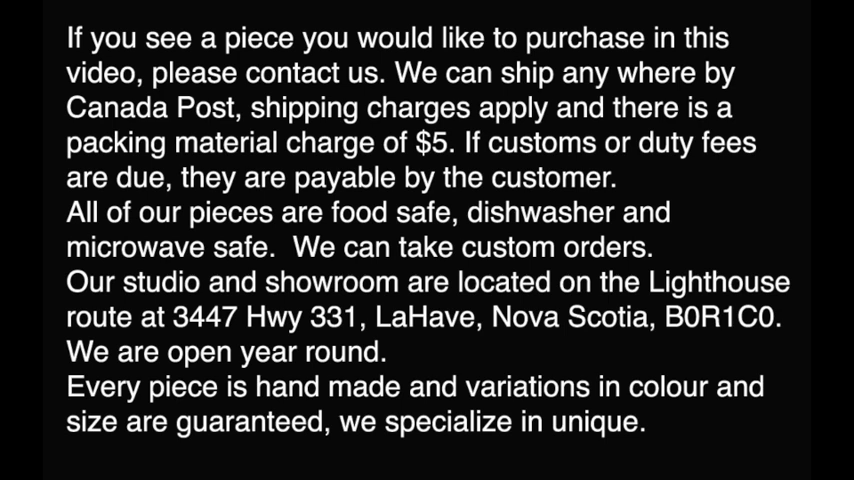 If you see a piece you would like to purchase in this
video, please contact us. We can ship any where by
Canada Post, shipping charges apply and there is a
packing material charge of $5. If customs or duty fees
are due, they are payable by the customer.
All of our pieces are food safe, dishwasher and
microwave safe.  We can take custom orders.
Our studio and showroom are located on the Lighthouse
route at 3447 Hwy 331, LaHave, Nova Scotia, B0R1C0.
We are open year round.
Every piece is hand made and variations in colour and
size are guaranteed, we specialize in unique.